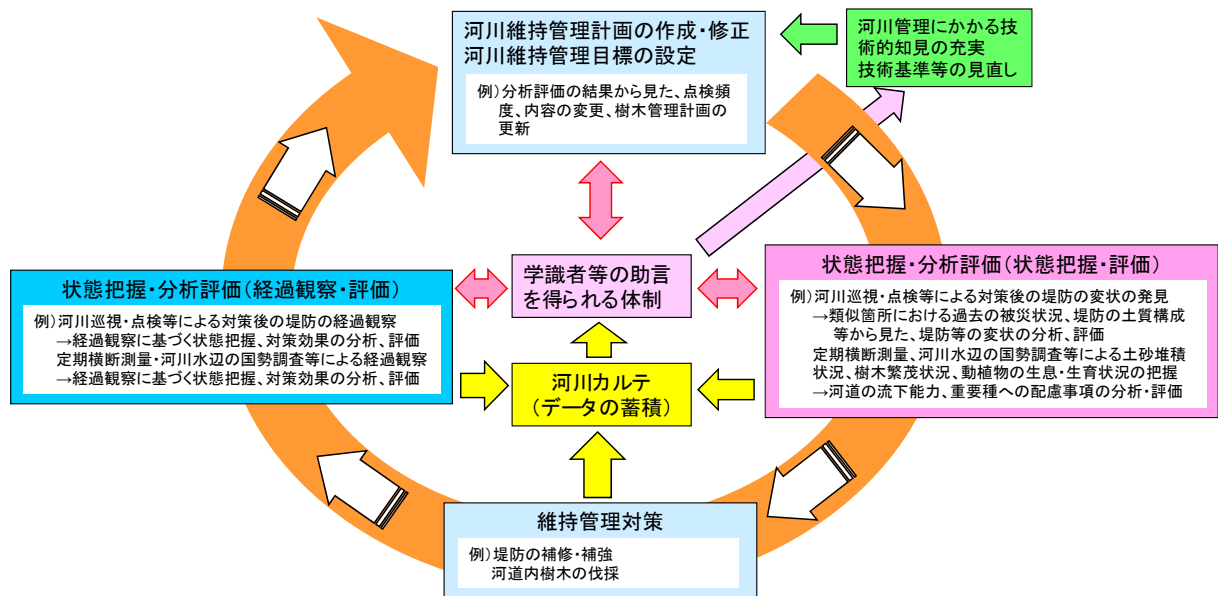 河川維持管理計画の作成・修正
河川維持管理目標の設定
例）分析評価の結果から見た、点検頻
度、内容の変更、樹木管理計画の
更新
河川管理にかかる技
術的知見の充実
技術基準等の見直し
学識者等の助言
を得られる体制
状態把握・分析評価（経過観察・評価）
例）河川巡視・点検等による対策後の堤防の経過観察
→経過観察に基づく状態把握、対策効果の分析、評価
定期横断測量・河川水辺の国勢調査等による経過観察
→経過観察に基づく状態把握、対策効果の分析、評価
状態把握・分析評価（状態把握・評価）
例）河川巡視・点検等による対策後の堤防の変状の発見
→類似箇所における過去の被災状況、堤防の土質構成
等から見た、堤防等の変状の分析、評価
定期横断測量、河川水辺の国勢調査等による土砂堆積
状況、樹木繁茂状況、動植物の生息・生育状況の把握
→河道の流下能力、重要種への配慮事項の分析・評価
河川カルテ
（データの蓄積）
維持管理対策
例）堤防の補修・補強
河道内樹木の伐採